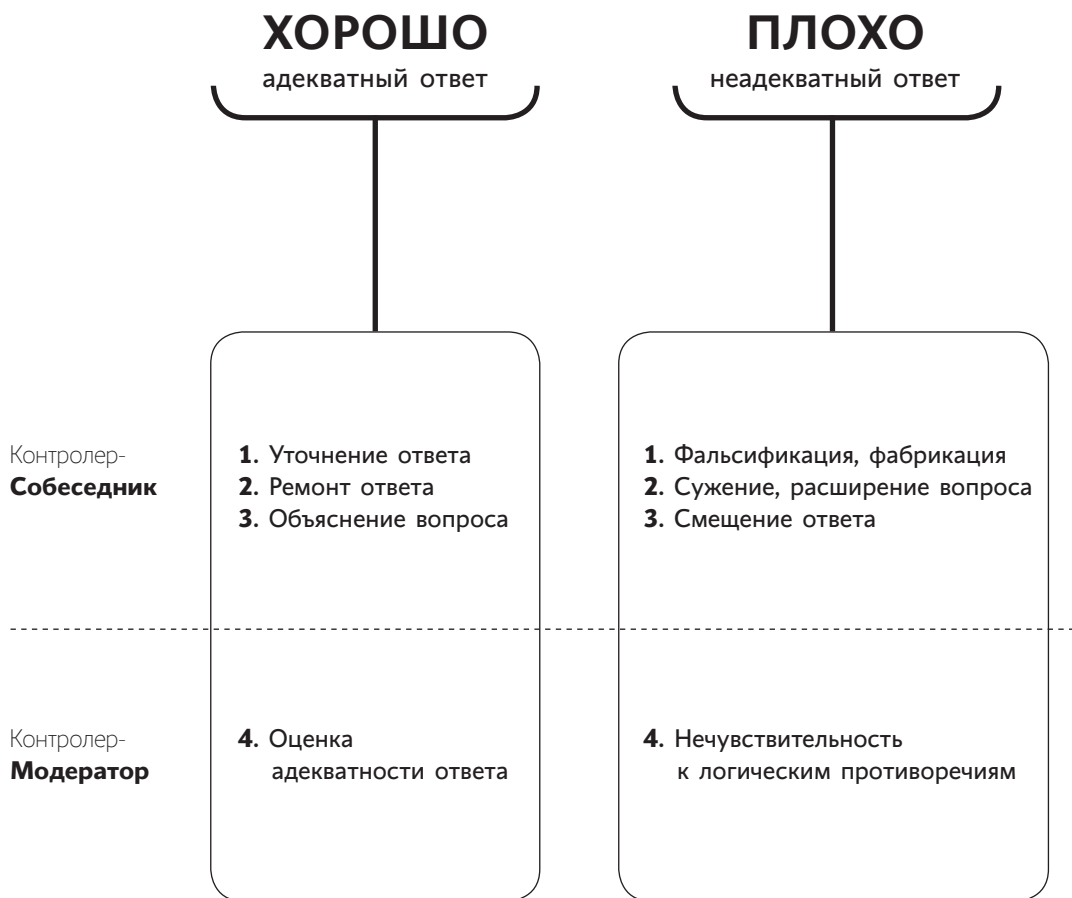 ХОРОШО
адекватный ответ
ПЛОХО
неадекватный ответ
Контролер-
Собеседник
1. Уточнение ответа
2. Ремонт ответа
3. Объяснение вопроса
1. Фальсификация, фабрикация
2. Сужение, расширение вопроса
3. Смещение ответа
Контролер-
Модератор
4. Оценка
адекватности ответа
4. Нечувствительность
к логическим противоречиям